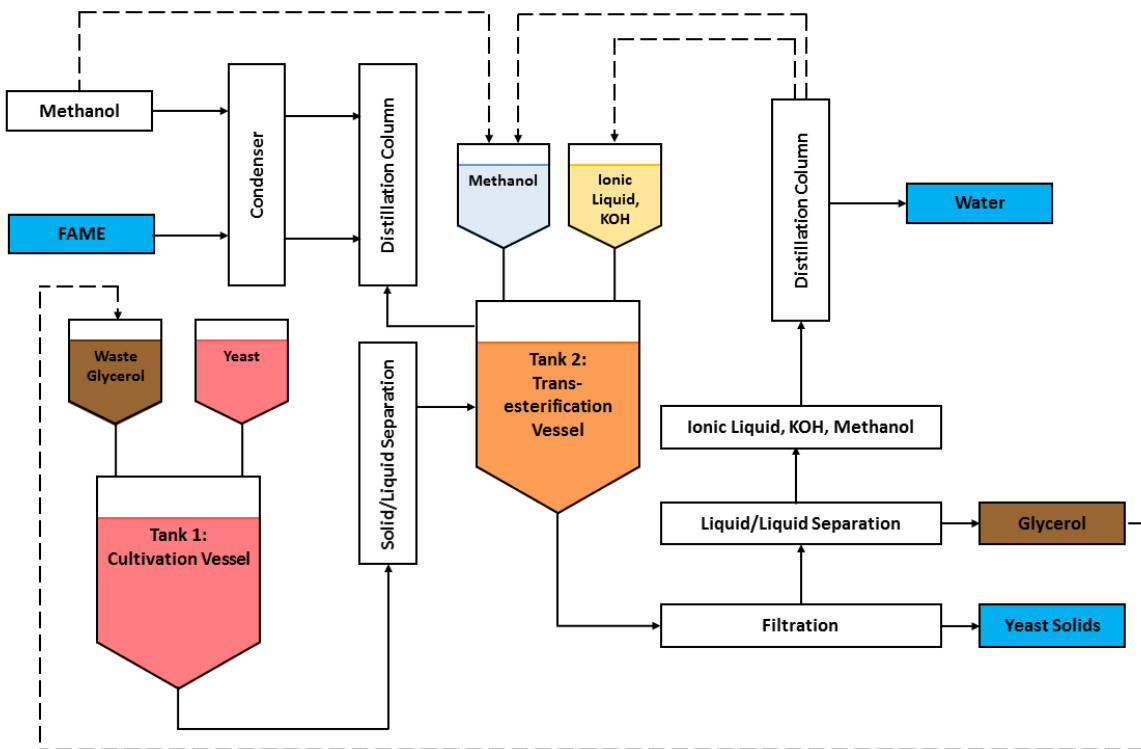 Methanol
FAME
Condenser
Distillation Column
Methanol
Ionic
Liquid,
KOH
Distillation Column
Water
Waste
Glycerol
Yeast
Tank 1:
Cultivation Vessel
Solid/Liquid Separation
Tank 2:
Trans-
esterification
Vessel
Ionic Liquid, KOH, Methanol
Liquid/Liquid Separation
Glycerol
Filtration
Yeast Solids